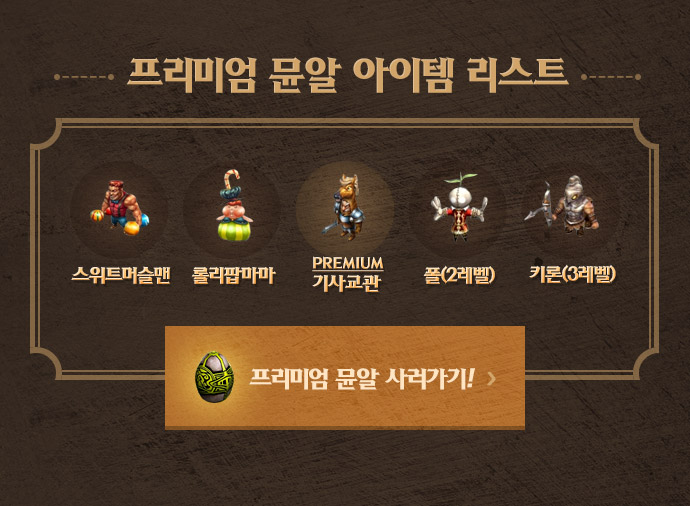 프리미엄 뮨알 아이템 리스트
스위트머슬맨
롤리팝마마
PREMIUM
기사교관
폴(2레벨)
키론(3레벨)
프리미엄 뮨알 사러가기!